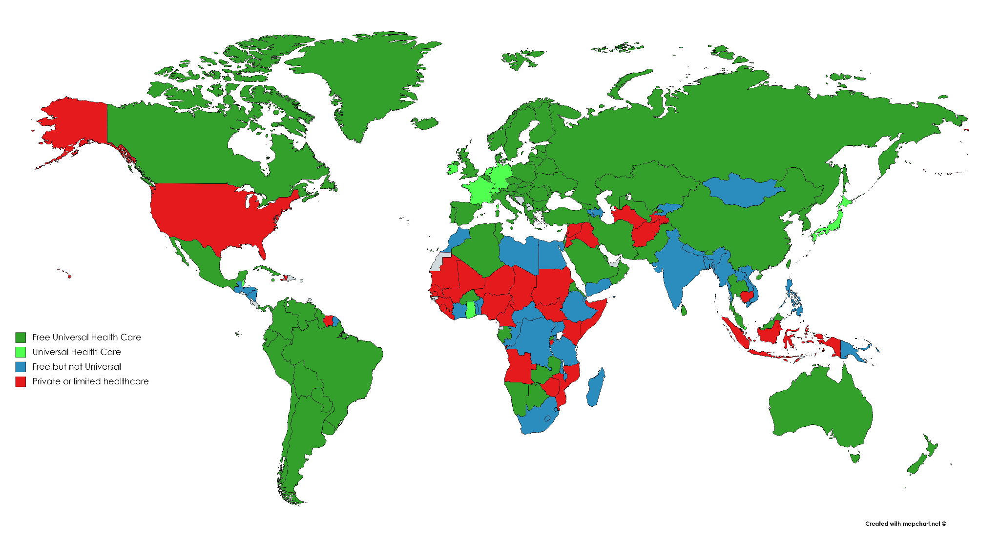 Free Universal Health Care
Universal Health Care
Free but not Universal
Private or limited healthcare
Created with mapchart.net ©